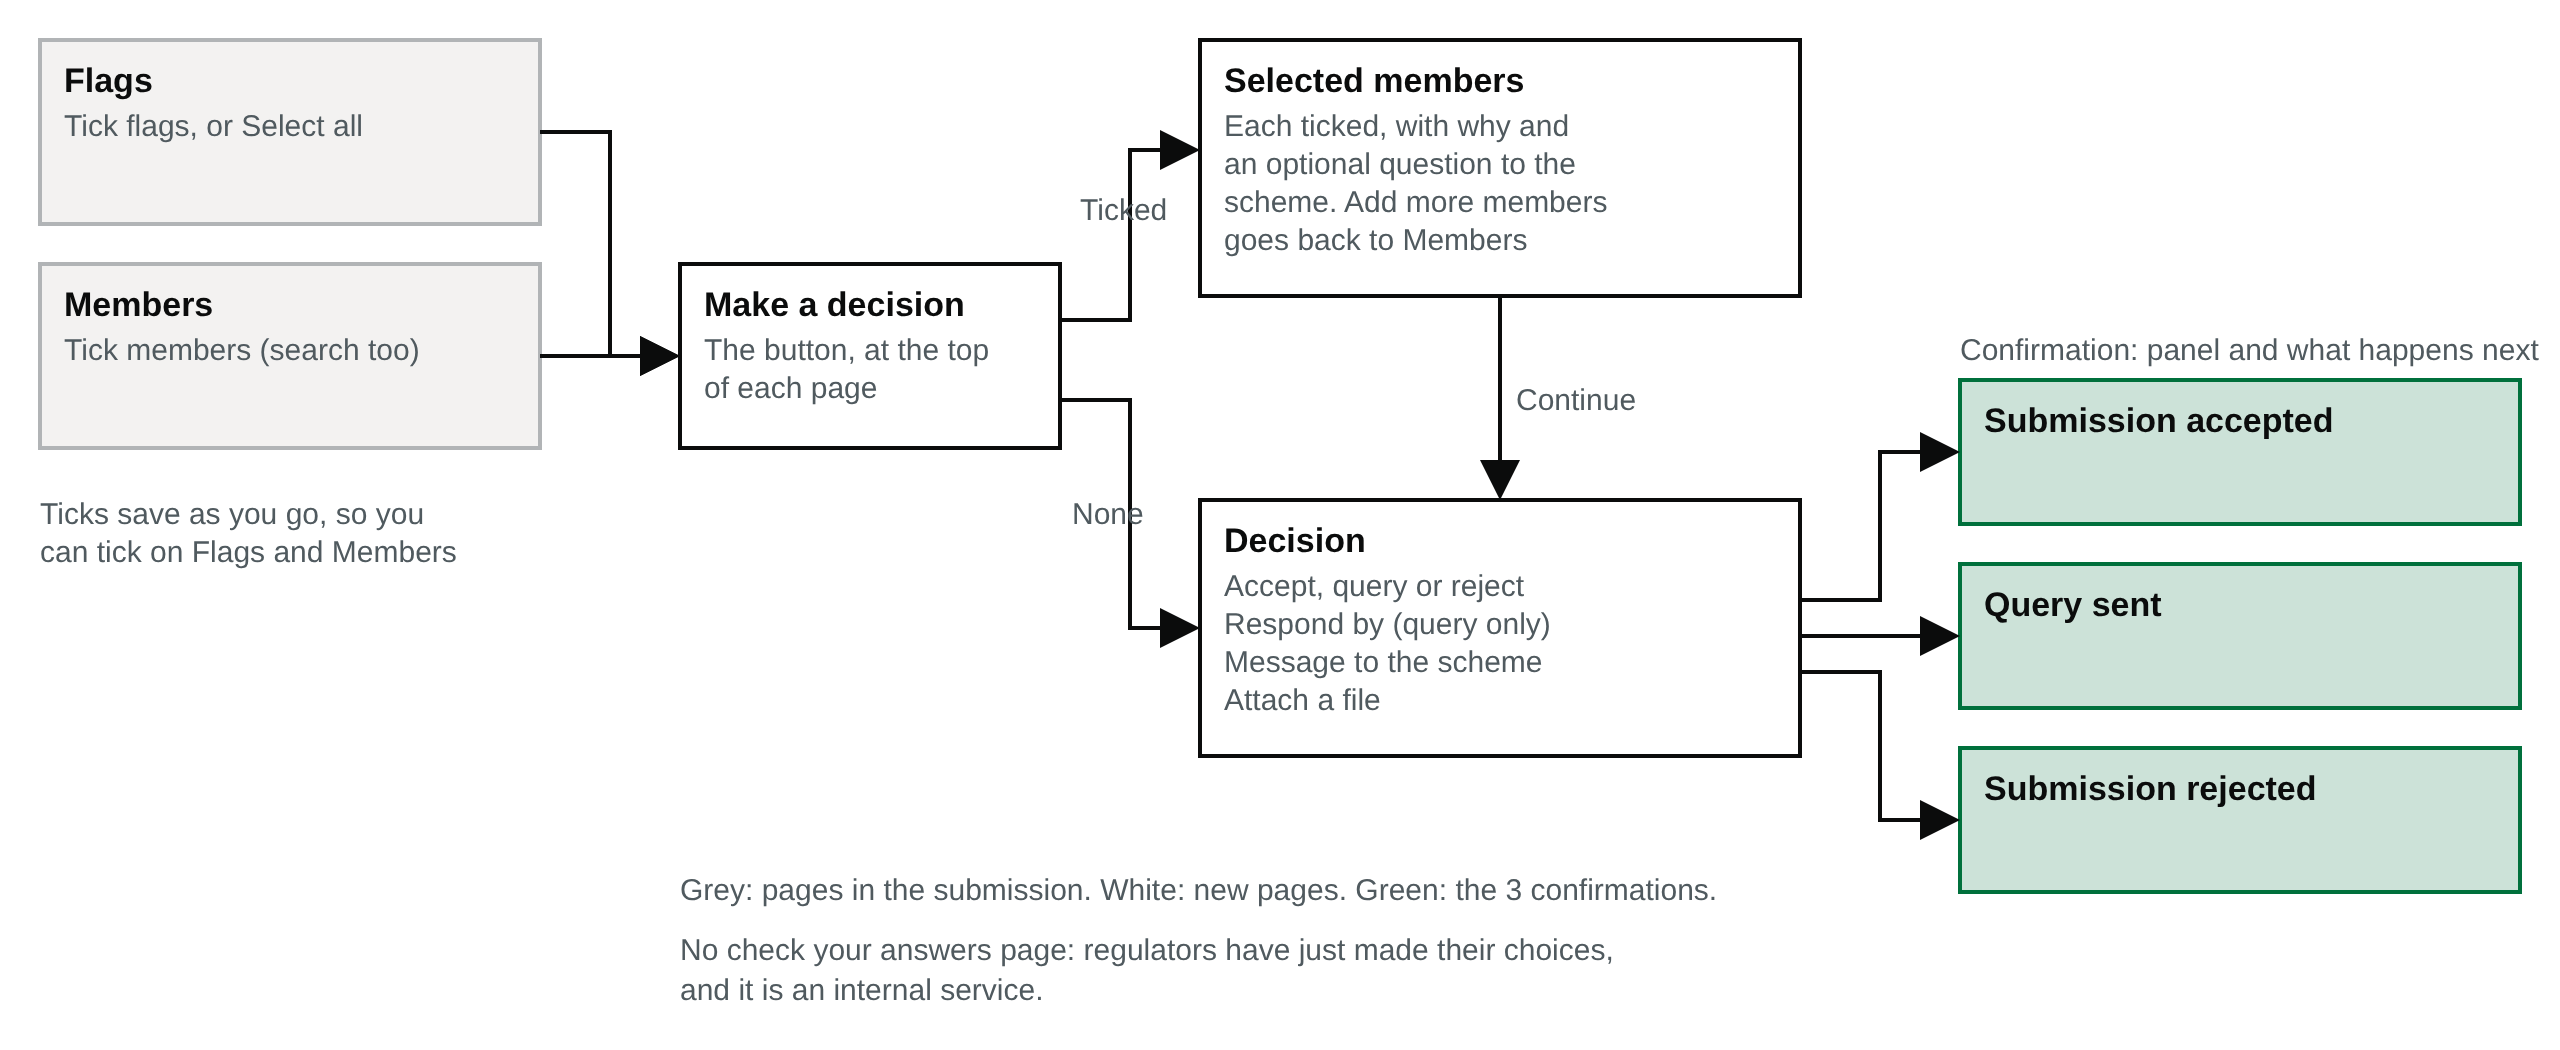 Flags
Tick flags, or Select all
Members
Tick members (search too)
Ticks save as you go, so you
can tick on Flags and Members
Make a decision
The button, at the top
of each page
Ticked
None
Selected members
Each ticked, with why and
an optional question to the
scheme. Add more members
goes back to Members
Continue
Decision
Accept, query or reject
Respond by (query only)
Message to the scheme
Attach a file
Confirmation: panel and what happens next
Submission accepted
Query sent
Submission rejected
Grey: pages in the submission. White: new pages. Green: the 3 confirmations.
No check your answers page: regulators have just made their choices,
and it is an internal service.